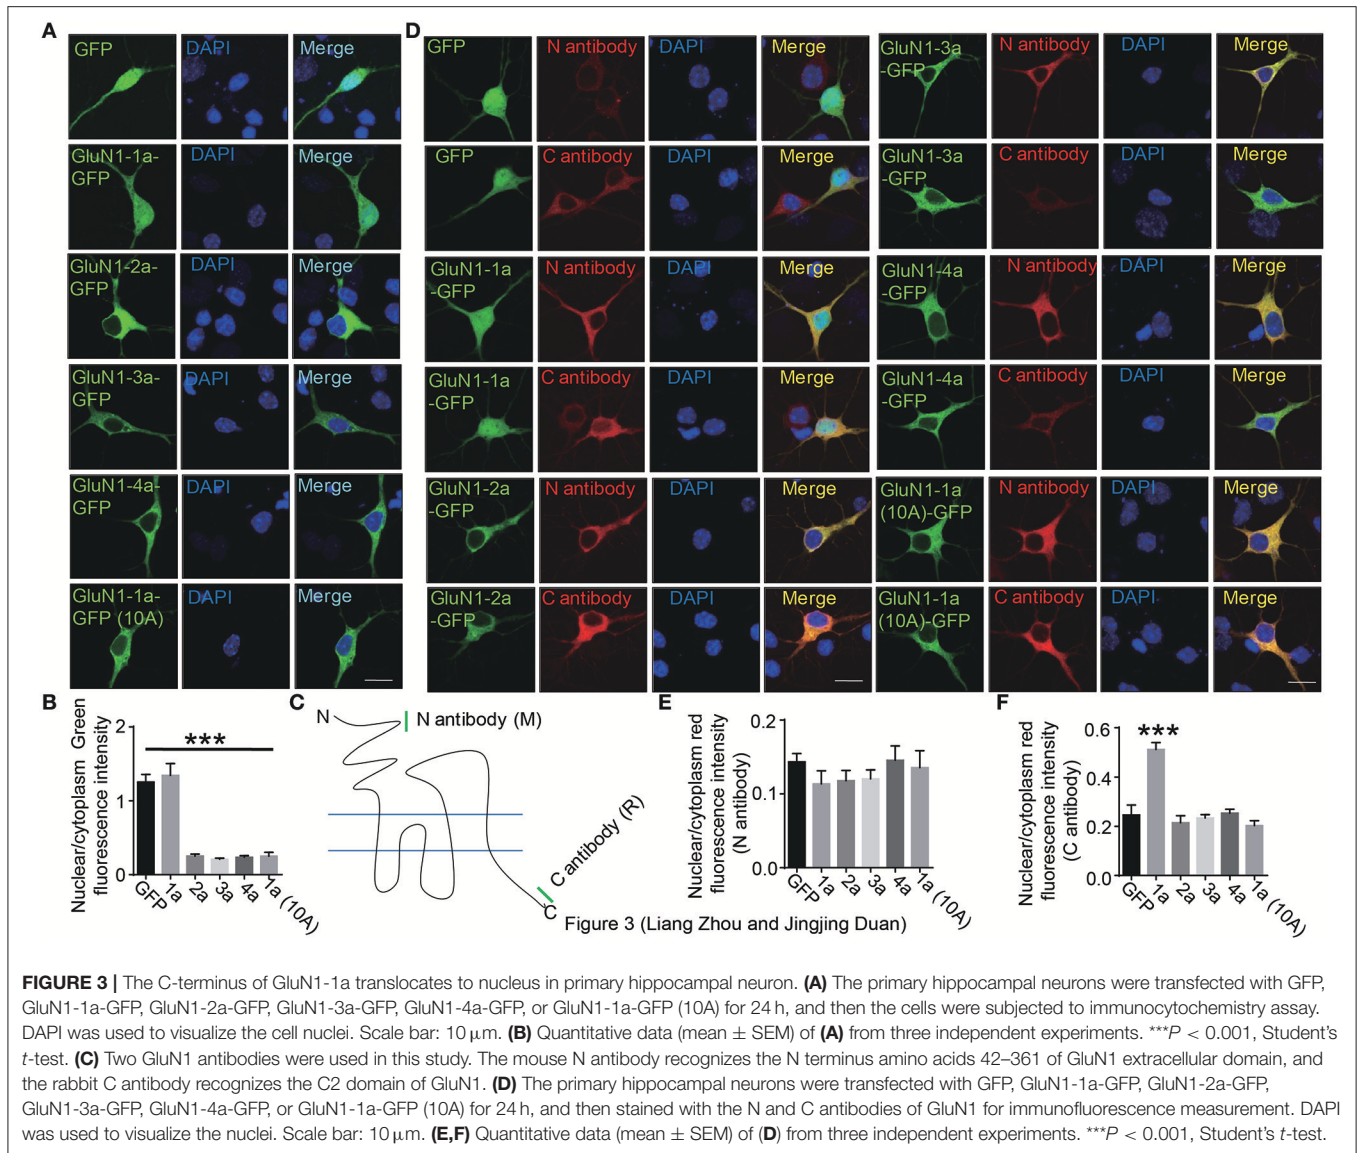 A
GFP
DAPI
Merge
GluN1-1a-
GFP
DAPI
Merge
GluN1-2a-
GFP
DAPI
Merge
GluN1-3a-
GFP
DAPI
Merge
GluN1-4a-
GFP
DAPI
Merge
GluN1-1a-
GFP (10A)
DAPI
Merge
D
GFP
N antibody
DAPI
Merge
GFP
C antibody
DAPI
Merge
GluN1-1a
-GFP
N antibody
DAPI
Merge
GluN1-1a
-GFP
C antibody
DAPI
Merge
GluN1-2a
-GFP
N antibody
DAPI
Merge
GluN1-2a
-GFP
C antibody
DAPI
Merge
GluN1-3a
-GFP
N antibody
DAPI
Merge
GluN1-3a
-GFP
C antibody
DAPI
Merge
GluN1-4a
-GFP
N antibody
DAPI
Merge
GluN1-4a
-GFP
C antibody
DAPI
Merge
GluN1-1a
(10A)-GFP
N antibody
DAPI
Merge
GluN1-1a
(10A)-GFP
C antibody
DAPI
Merge
B
Nuclear/cytoplasm Green
fluorescence intensity
2
1
0
***
GFP
1a
2a
3a
4a
1a (10A)
C
N
N antibody (M)
C antibody (R)
C
E
Nuclear/cytoplasm red
fluorescence intensity
(N antibody)
0.2
0.1
0.0
GFP
1a
2a
3a
4a
1a (10A)
F
Nuclear/cytoplasm red
fluorescence intensity
(C antibody)
0.6
0.4
0.2
0.0
***
GFP
1a
2a
3a
4a
1a (10A)
Figure 3 (Liang Zhou and Jingjing Duan)
FIGURE 3 | The C-terminus of GluN1-1a translocates to nucleus in primary hippocampal neuron. (A) The primary hippocampal neurons were transfected with GFP,
GluN1-1a-GFP, GluN1-2a-GFP, GluN1-3a-GFP, GluN1-4a-GFP, or GluN1-1a-GFP (10A) for 24 h, and then the cells were subjected to immunocytochemistry assay.
DAPI was used to visualize the cell nuclei. Scale bar: 10 μm. (B) Quantitative data (mean ± SEM) of (A) from three independent experiments. ***P < 0.001, Student's
t-test. (C) Two GluN1 antibodies were used in this study. The mouse N antibody recognizes the N terminus amino acids 42–361 of GluN1 extracellular domain, and
the rabbit C antibody recognizes the C2 domain of GluN1. (D) The primary hippocampal neurons were transfected with GFP, GluN1-1a-GFP, GluN1-2a-GFP,
GluN1-3a-GFP, GluN1-4a-GFP, or GluN1-1a-GFP (10A) for 24 h, and then stained with the N and C antibodies of GluN1 for immunofluorescence measurement. DAPI
was used to visualize the nuclei. Scale bar: 10 μm. (E,F) Quantitative data (mean ± SEM) of (D) from three independent experiments. ***P < 0.001, Student's t-test.